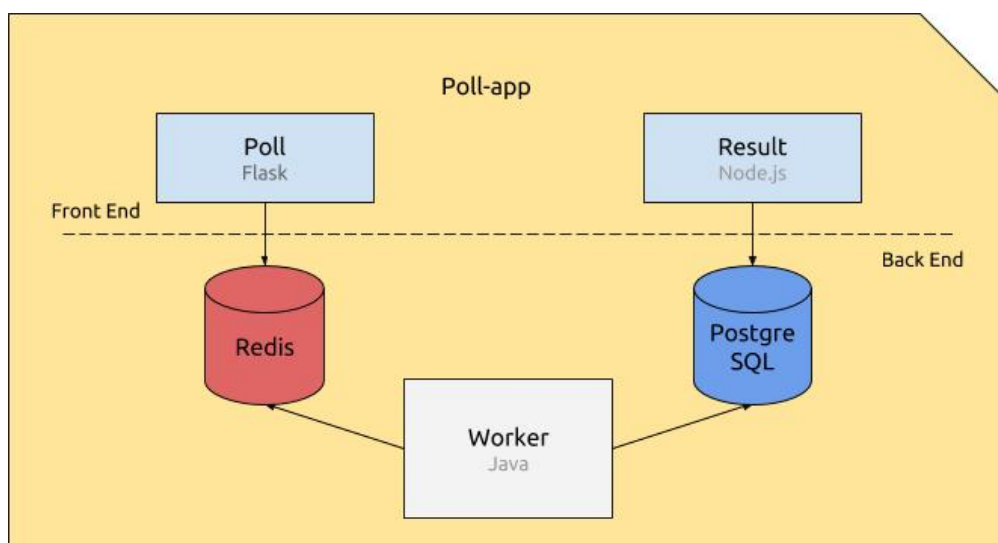 Poll-app
Poll
Flask
Result
Node.js
Front End
Back End
Redis
Postgre
SQL
Worker
Java